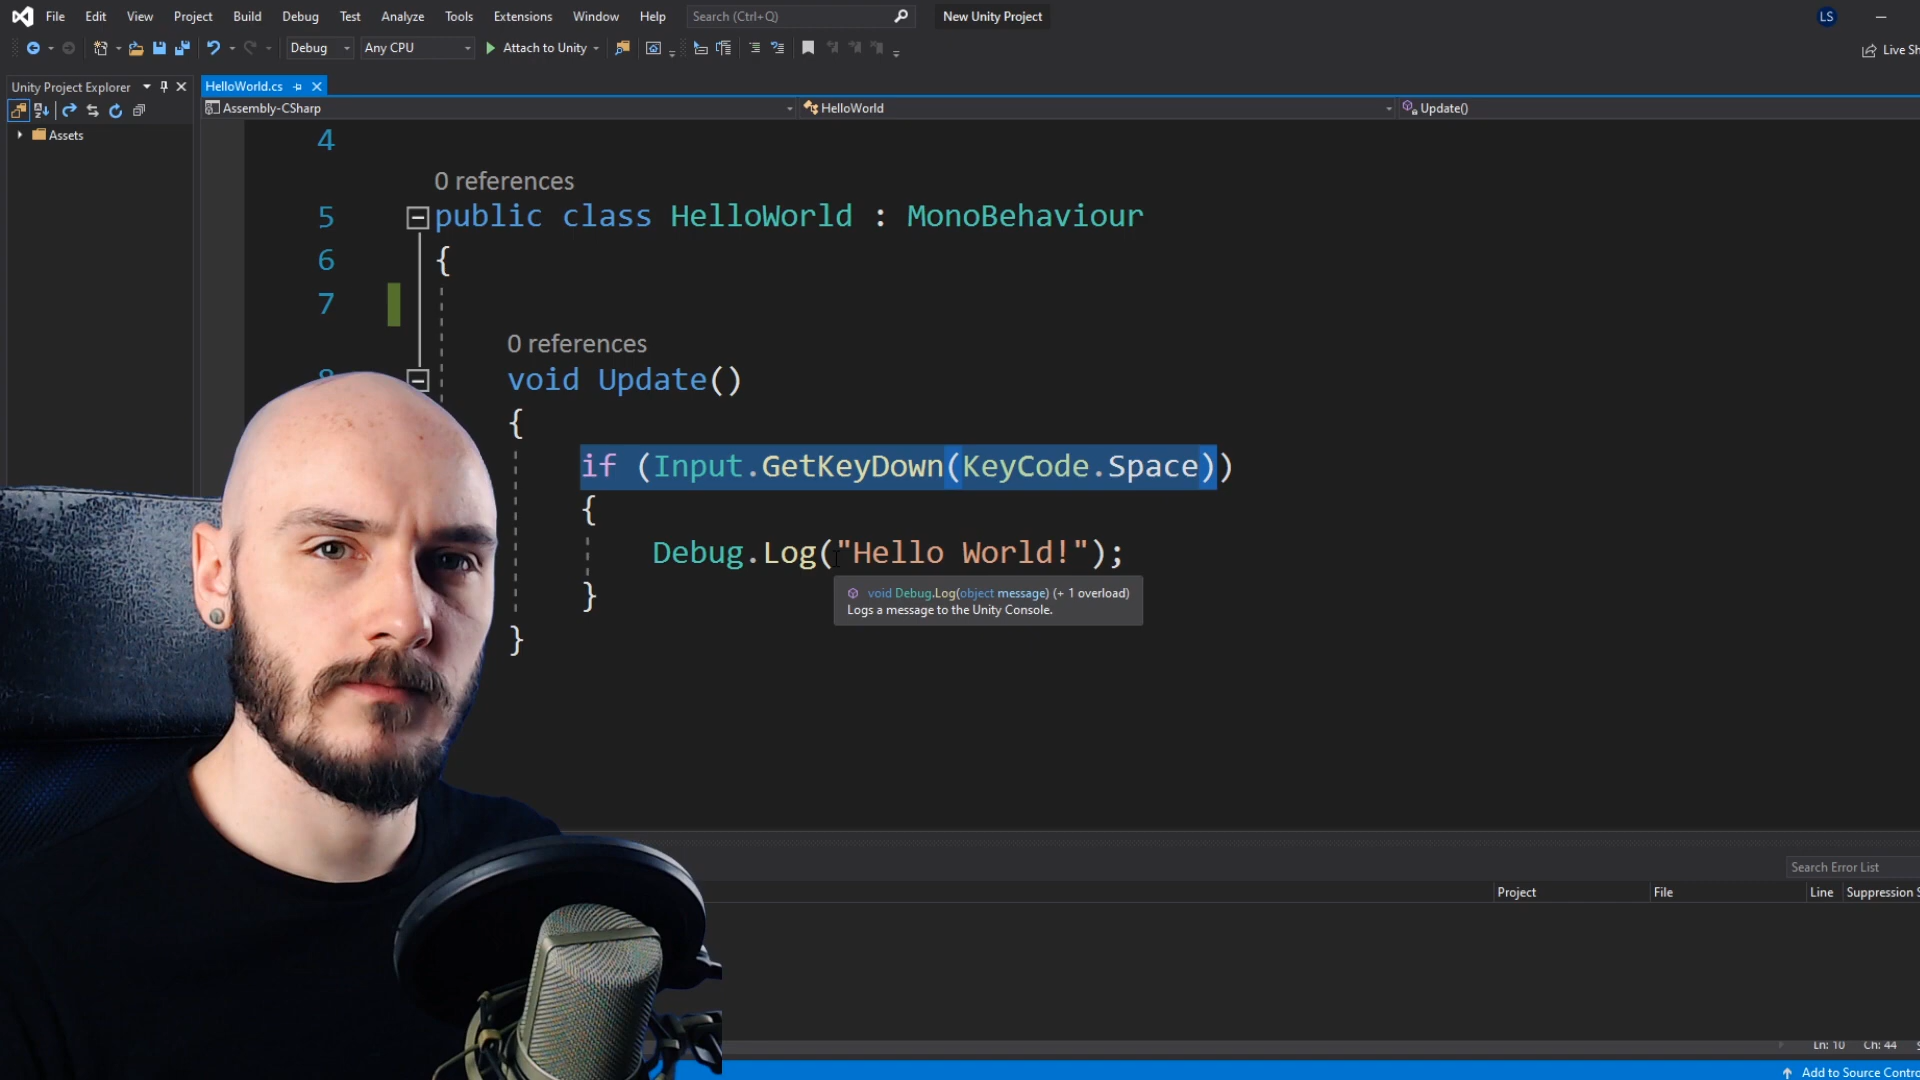 File Edit View Project Build Debug Test Analyze Tools Extensions Window Help Search (Ctrl+Q) New Unity Project LS
Debug Any CPU Attach to Unity Live Sh
Unity Project Explorer
HelloWorld.cs
Assembly-CSharp HelloWorld Update()
Assets
4
0 references
5 public class HelloWorld : MonoBehaviour
6 {
7
0 references
8 void Update()
{
if (Input.GetKeyDown(KeyCode.Space))
{
Debug.Log("Hello World!");
void Debug.Log(object message) (+ 1 overload)
Logs a message to the Unity Console.
}
}
Search Error List
Project File Line Suppression S
Ln: 10 Ch: 44
Add to Source Contro